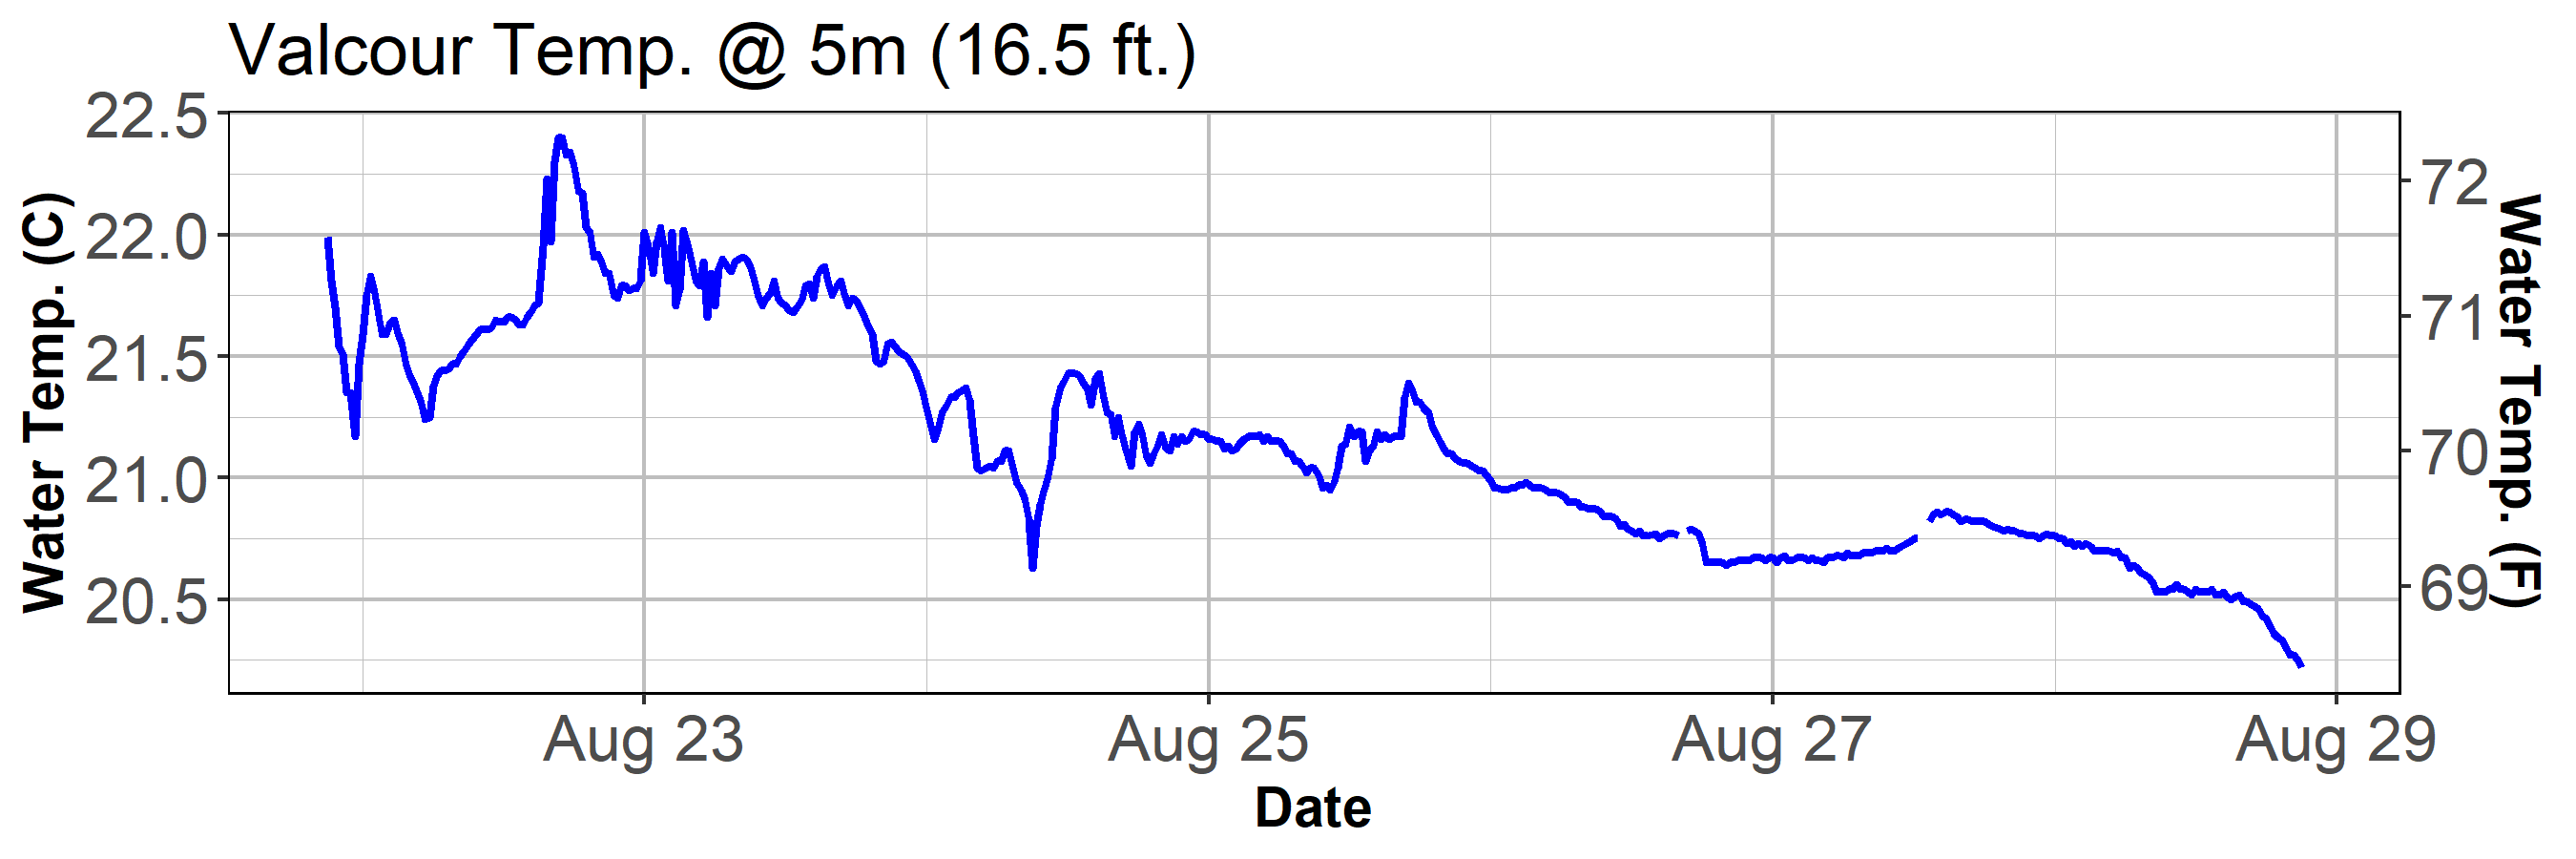 Valcour Temp. @ 5m (16.5 ft.)
Water Temp. (C)
22.5
22.0
21.5
21.0
20.5
72
71
70
69
Water Temp. (F)
Aug 23
Aug 25
Aug 27
Aug 29
Date